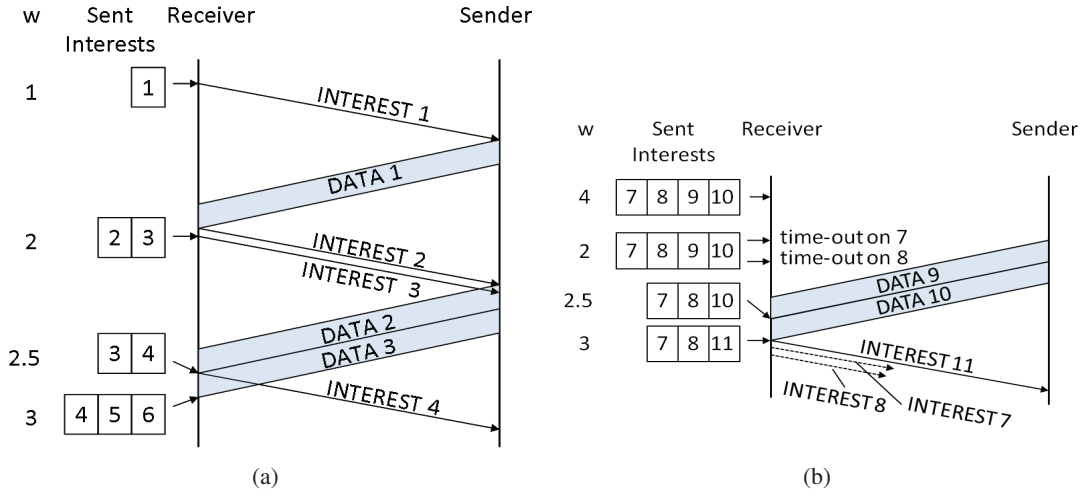 w Sent Interests Receiver Sender
1 1
INTEREST 1
DATA 1
2 2 3
INTEREST 2
INTEREST 3
DATA 2
DATA 3
2.5 3 4
INTEREST 4
3 4 5 6
(a)
w Sent Interests Receiver Sender
4 7 8 9 10
2 7 8 9 10
time-out on 7
time-out on 8
DATA 9
DATA 10
2.5 7 8 10
3 7 8 11
INTEREST 11
INTEREST 8
INTEREST 7
(b)